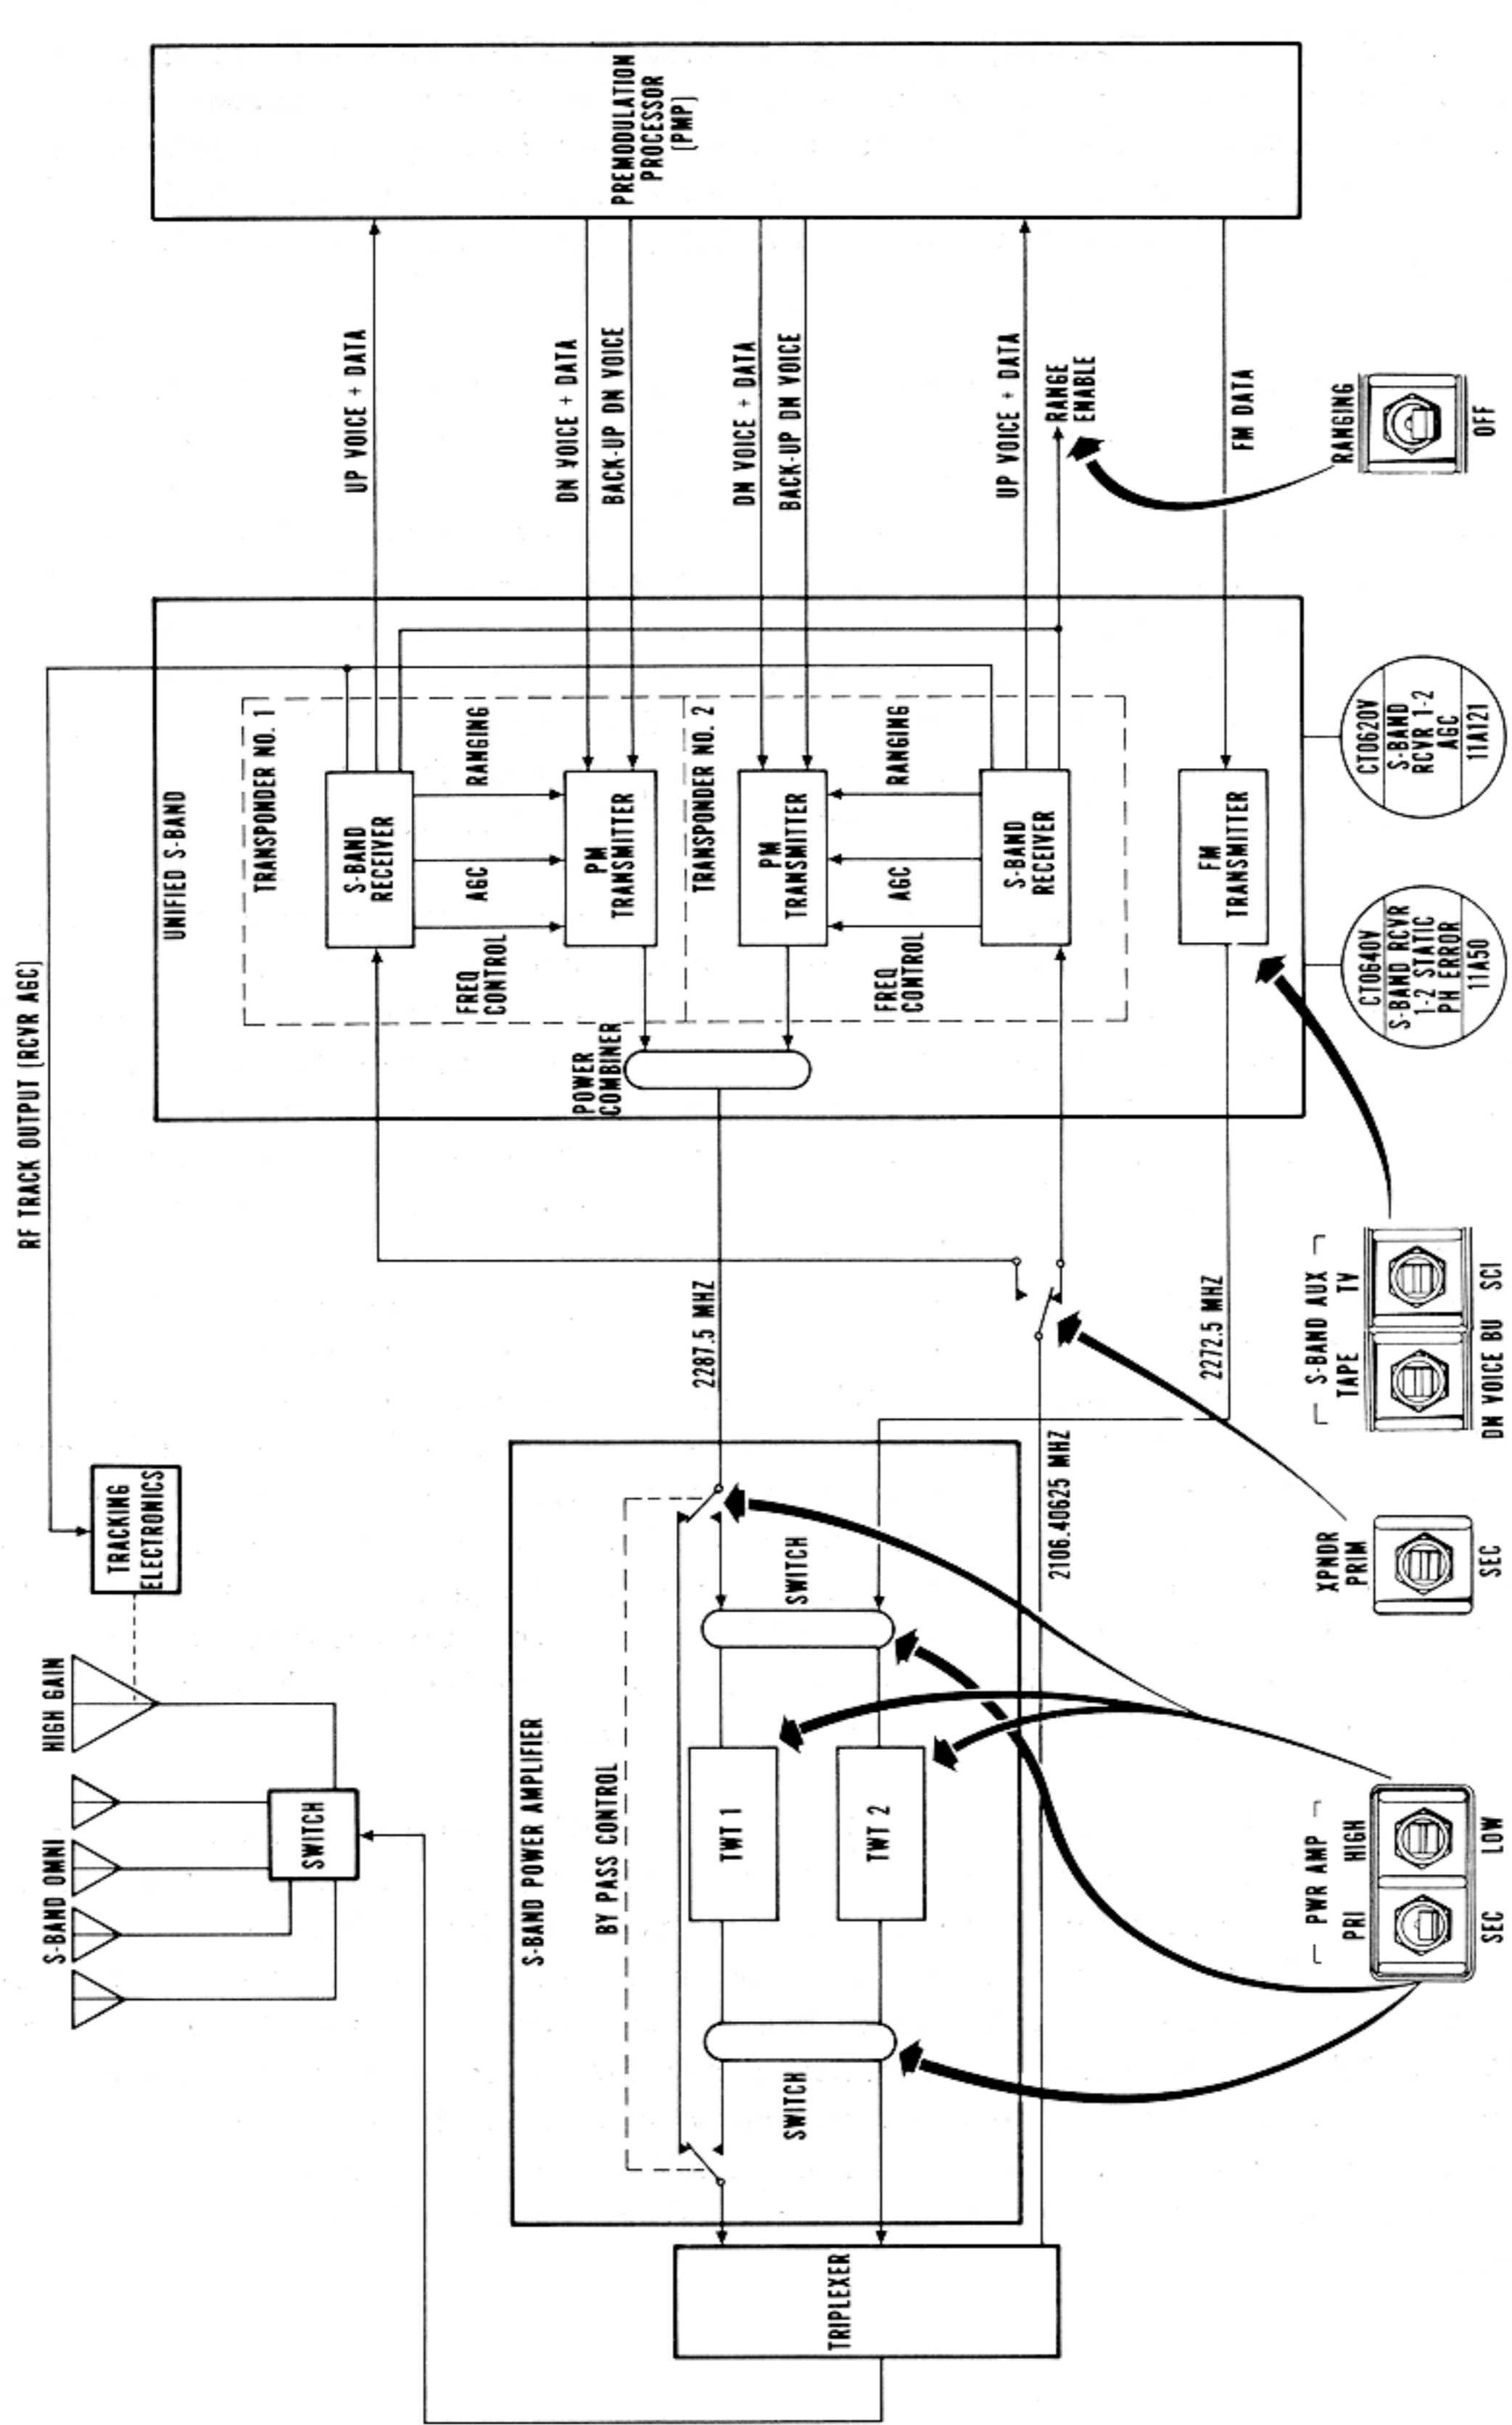 RF TRACK OUTPUT (RCVR AGC)
HIGH GAIN
S-BAND OMNI
TRACKING
ELECTRONICS
SWITCH
UNIFIED S-BAND
TRANSPONDER NO. 1
S-BAND
RECEIVER
RANGING
AGC
FREQ
CONTROL
PM
TRANSMITTER
TRANSPONDER NO. 2
PM
TRANSMITTER
RANGING
AGC
FREQ
CONTROL
S-BAND
RECEIVER
FM
TRANSMITTER
POWER
COMBINER
UP VOICE + DATA
DN VOICE + DATA
BACK-UP DN VOICE
DN VOICE + DATA
BACK-UP DN VOICE
UP VOICE + DATA
RANGE
ENABLE
FM DATA
PREMODULATION
PROCESSOR
(PMP)
S-BAND POWER AMPLIFIER
BY PASS CONTROL
TWT 1
TWT 2
SWITCH
SWITCH
TRIPLEXER
2287.5 MHZ
2106.40625 MHZ
2272.5 MHZ
PWR AMP
PRI
HIGH
SEC
LOW
XPNDR
PRIM
SEC
S-BAND AUX
TAPE
TV
DN VOICE BU
SCI
CT0640V
S-BAND RCVR
1-2 STATIC
PH ERROR
11A50
CT0620V
S-BAND
RCVR 1-2
AGC
11A121
RANGING
OFF